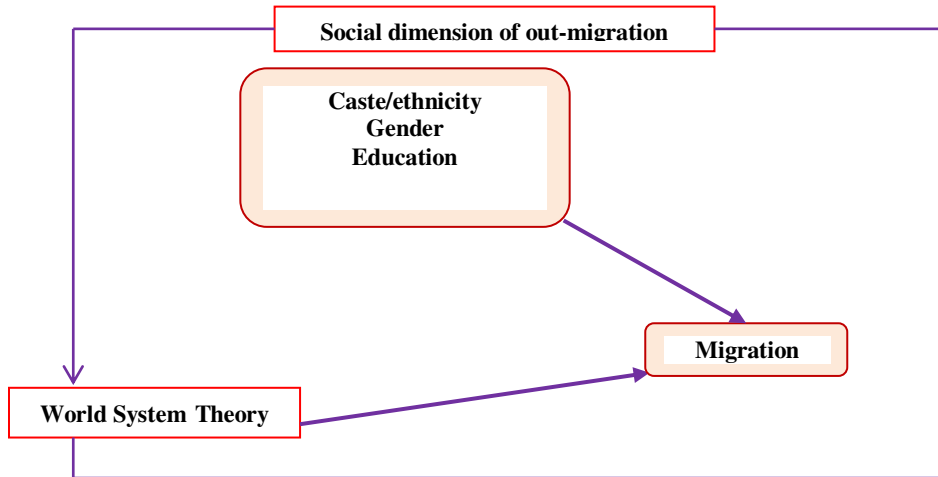 Social dimension of out-migration
Caste/ethnicity
Gender
Education
Migration
World System Theory